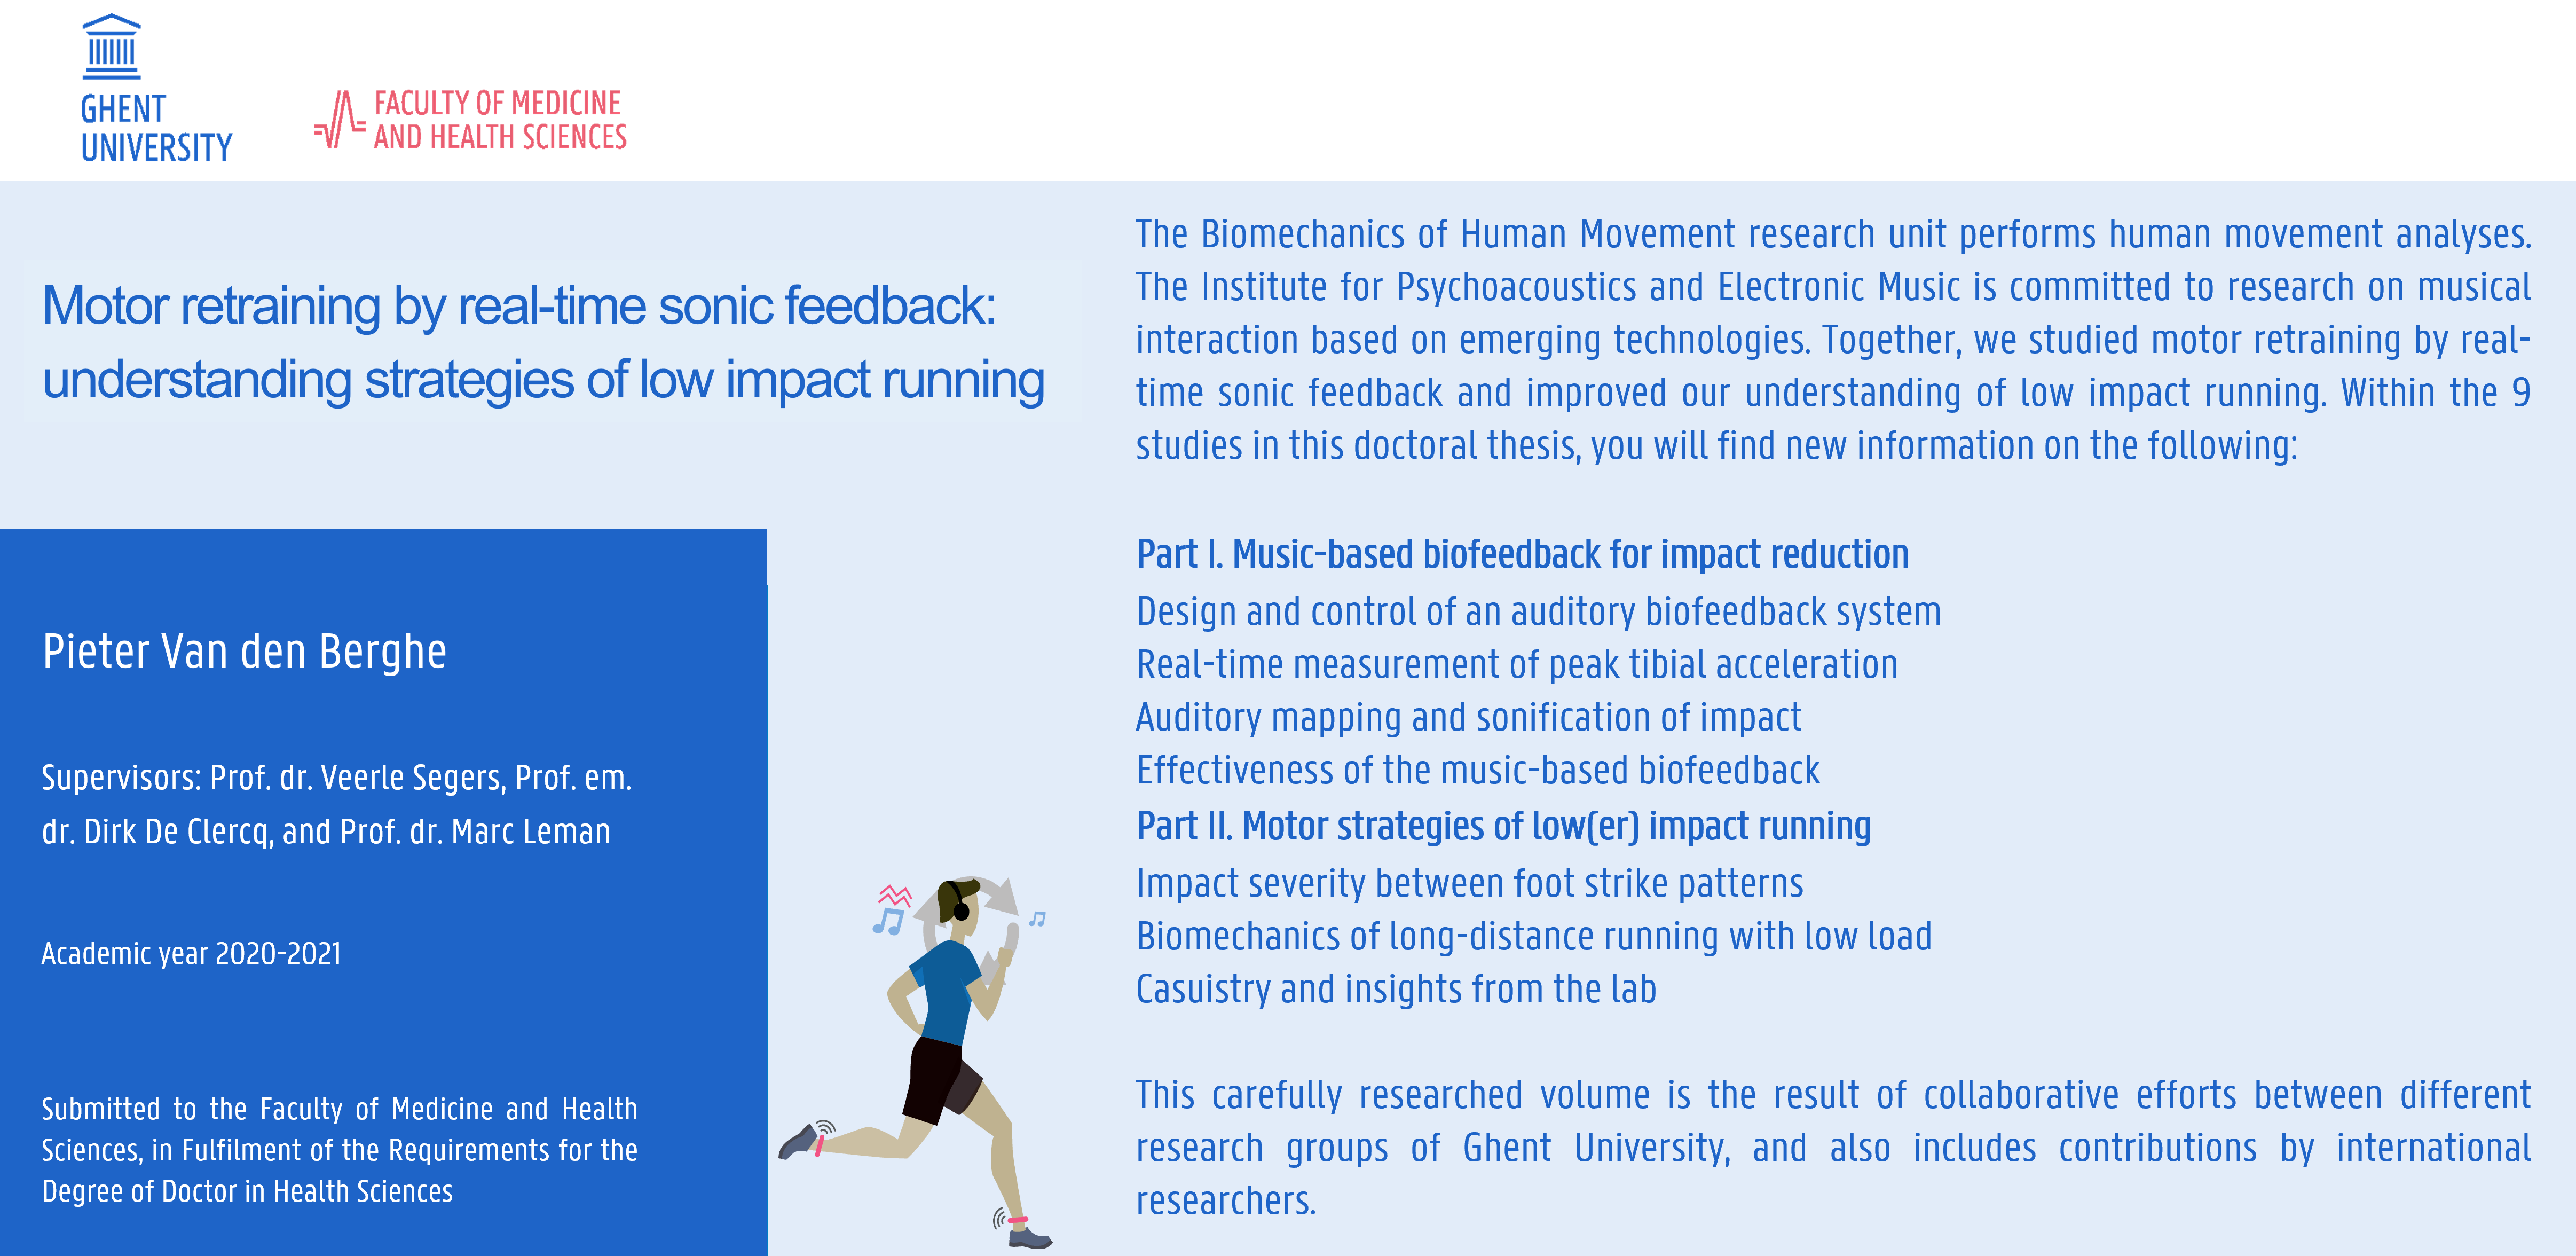 GHENT
UNIVERSITY
FACULTY OF MEDICINE
AND HEALTH SCIENCES
Motor retraining by real-time sonic feedback:
understanding strategies of low impact running
Pieter Van den Berghe
Supervisors: Prof. dr. Veerle Segers, Prof. em.
dr. Dirk De Clercq, and Prof. dr. Marc Leman
Academic year 2020-2021
Submitted to the Faculty of Medicine and Health
Sciences, in Fulfilment of the Requirements for the
Degree of Doctor in Health Sciences
The Biomechanics of Human Movement research unit performs human movement analyses.
The Institute for Psychoacoustics and Electronic Music is committed to research on musical
interaction based on emerging technologies. Together, we studied motor retraining by real-
time sonic feedback and improved our understanding of low impact running. Within the 9
studies in this doctoral thesis, you will find new information on the following:
Part I. Music-based biofeedback for impact reduction
Design and control of an auditory biofeedback system
Real-time measurement of peak tibial acceleration
Auditory mapping and sonification of impact
Effectiveness of the music-based biofeedback
Part II. Motor strategies of low(er) impact running
Impact severity between foot strike patterns
Biomechanics of long-distance running with low load
Casuistry and insights from the lab
This carefully researched volume is the result of collaborative efforts between different
research groups of Ghent University, and also includes contributions by international
researchers.